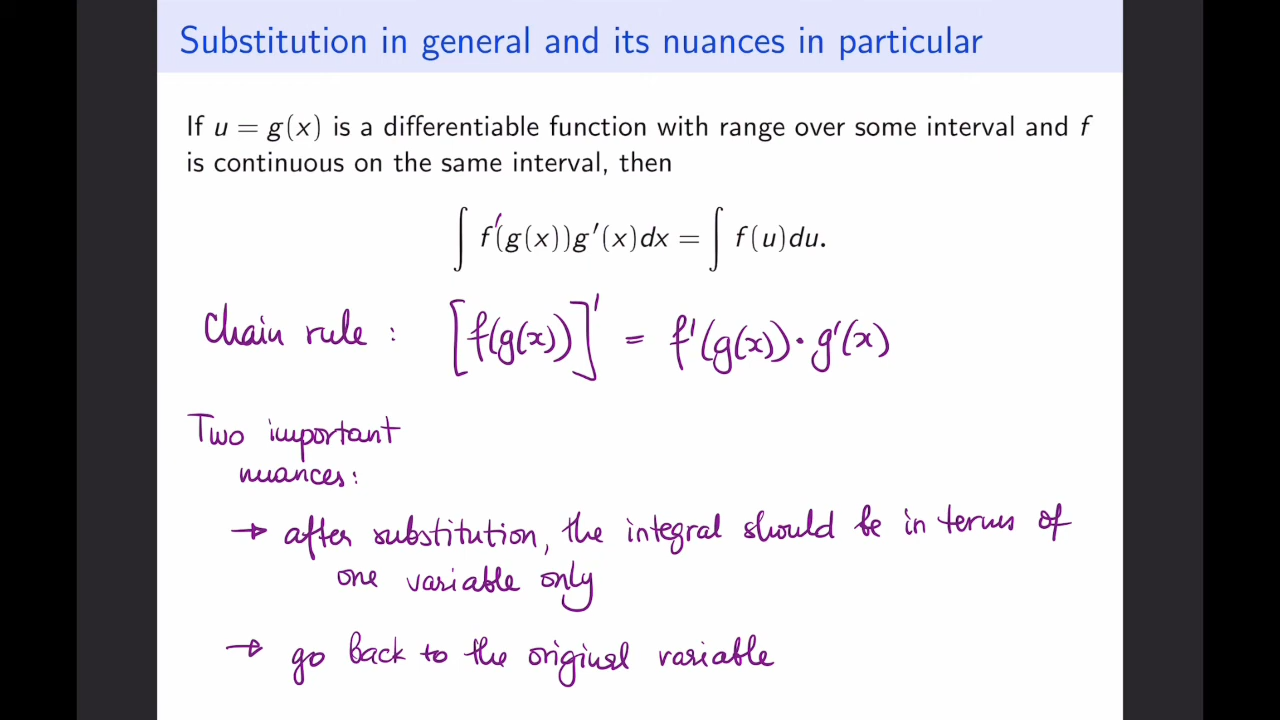 Substitution in general and its nuances in particular
If u = g(x) is a differentiable function with range over some interval and f
is continuous on the same interval, then
∫ f'(g(x))g′(x)dx = ∫ f(u)du.
Chain rule : [f(g(x))]' = f'(g(x)) · g'(x)
Two important
nuances:
→ after substitution, the integral should be in terms of
one variable only
→ go back to the original variable